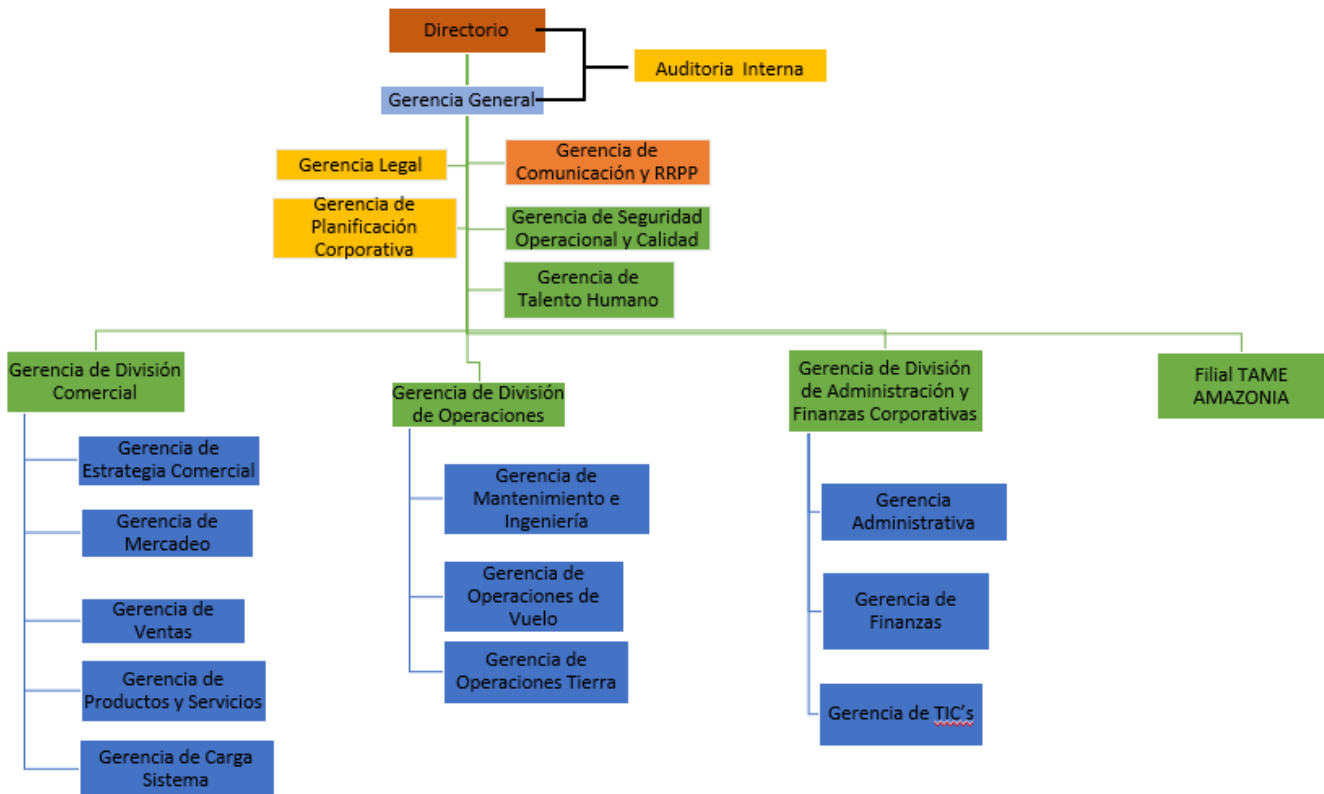 Directorio
Auditoria Interna
Gerencia General
Gerencia Legal
Gerencia de
Comunicación y RRPP
Gerencia de
Planificación
Corporativa
Gerencia de Seguridad
Operacional y Calidad
Gerencia de
Talento Humano
Gerencia de División
Comercial
Gerencia de
Estrategia Comercial
Gerencia de
Mercadeo
Gerencia de
Ventas
Gerencia de
Productos y Servicios
Gerencia de Carga
Sistema
Gerencia de División
de Operaciones
Gerencia de
Mantenimiento e
Ingeniería
Gerencia de
Operaciones de
Vuelo
Gerencia de
Operaciones Tierra
Gerencia de División
de Administración y
Finanzas Corporativas
Gerencia
Administrativa
Gerencia de
Finanzas
Gerencia de TIC’s
Filial TAME
AMAZONIA